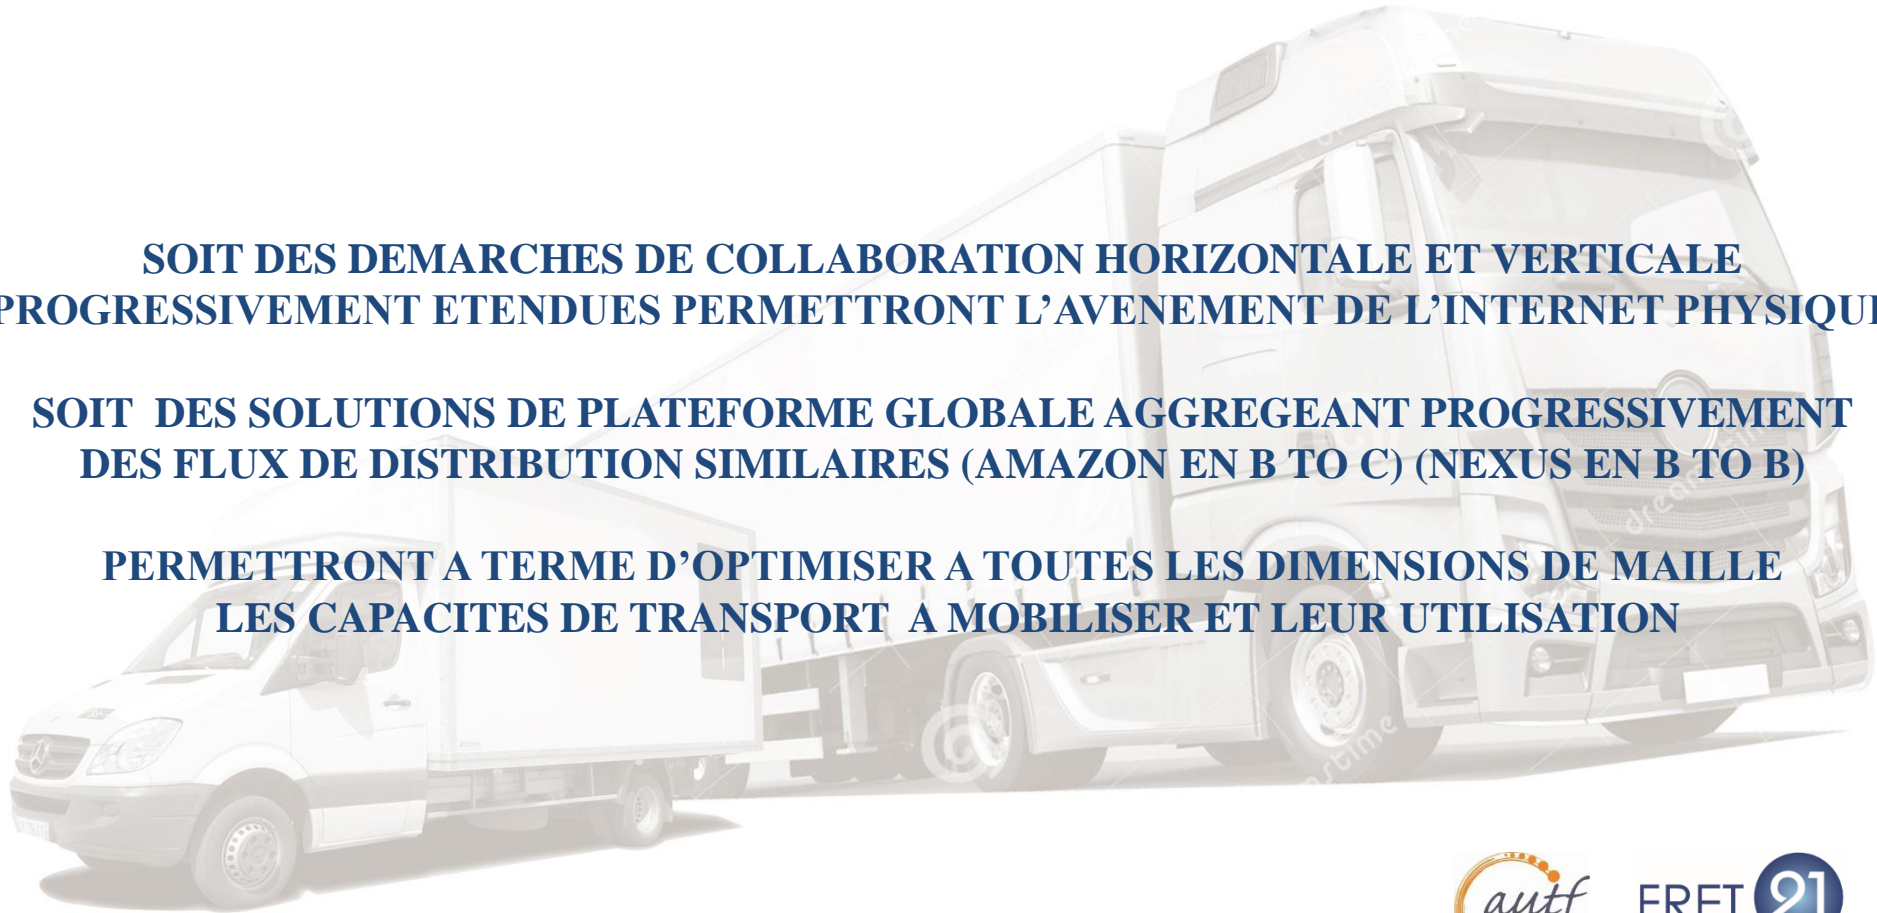 SOIT DES DEMARCHES DE COLLABORATION HORIZONTALE ET VERTICALE
PROGRESSIVEMENT ETENDUES PERMETTRONT L’AVENEMENT DE L’INTERNET PHYSIQUE
SOIT DES SOLUTIONS DE PLATEFORME GLOBALE AGGREGEANT PROGRESSIVEMENT
DES FLUX DE DISTRIBUTION SIMILAIRES (AMAZON EN B TO C) (NEXUS EN B TO B)
PERMETTRONT A TERME D’OPTIMISER A TOUTES LES DIMENSIONS DE MAILLE
LES CAPACITES DE TRANSPORT A MOBILISER ET LEUR UTILISATION
autf FRET 21
dreamstime